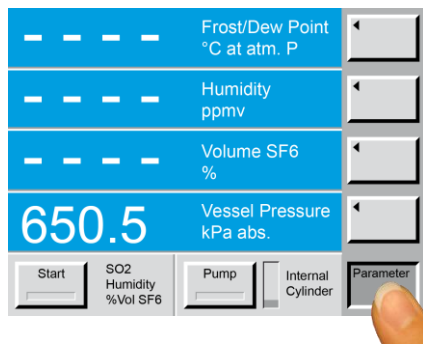 – – – –
Frost/Dew Point
°C at atm. P
– – – –
Humidity
ppmv
– – – –
Volume SF6
%
650.5
Vessel Pressure
kPa abs.
Start
SO2
Humidity
%Vol SF6
Pump
Internal
Cylinder
Parameter